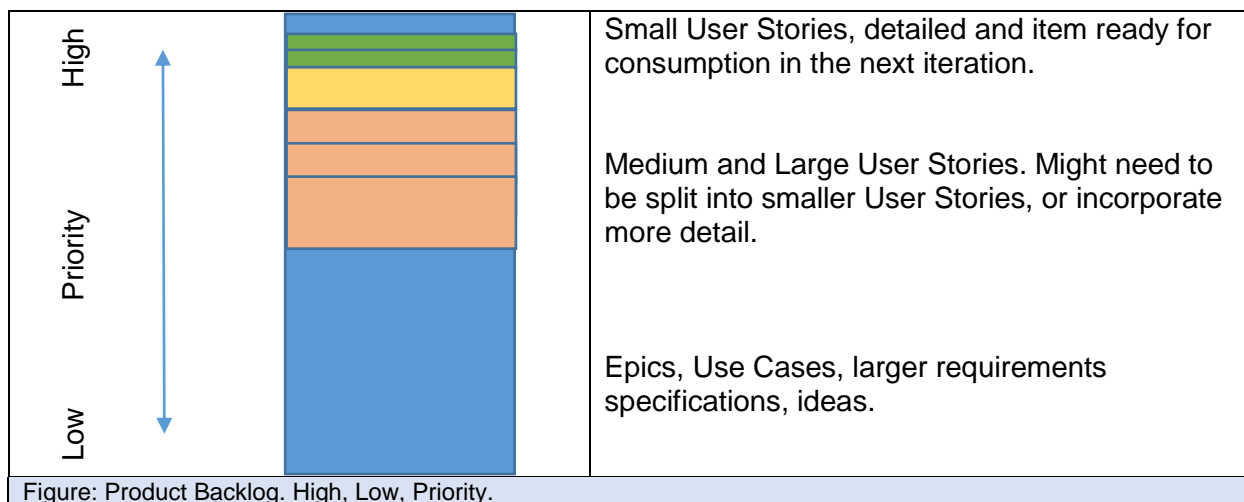 High
Priority
Low
Small User Stories, detailed and item ready for
consumption in the next iteration.
Medium and Large User Stories. Might need to
be split into smaller User Stories, or incorporate
more detail.
Epics, Use Cases, larger requirements
specifications, ideas.
Figure: Product Backlog. High, Low, Priority.